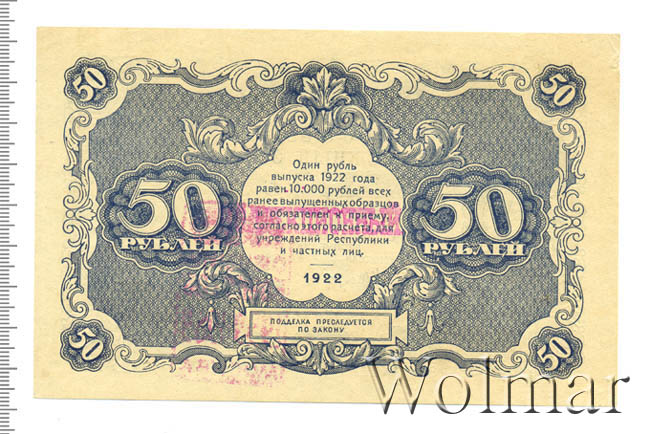 50
50
Один рубль
выпуска 1922 года
равен 10.000 рублей всех
ранее выпущенных образцов
и обязателен к приему,
согласно этого расчета, для
учреждений Республики
и частных лиц.
1922
50 РУБЛЕЙ
50 РУБЛЕЙ
ПОДДЕЛКА ПРЕСЛЕДУЕТСЯ
ПО ЗАКОНУ
50
50
Wolmar